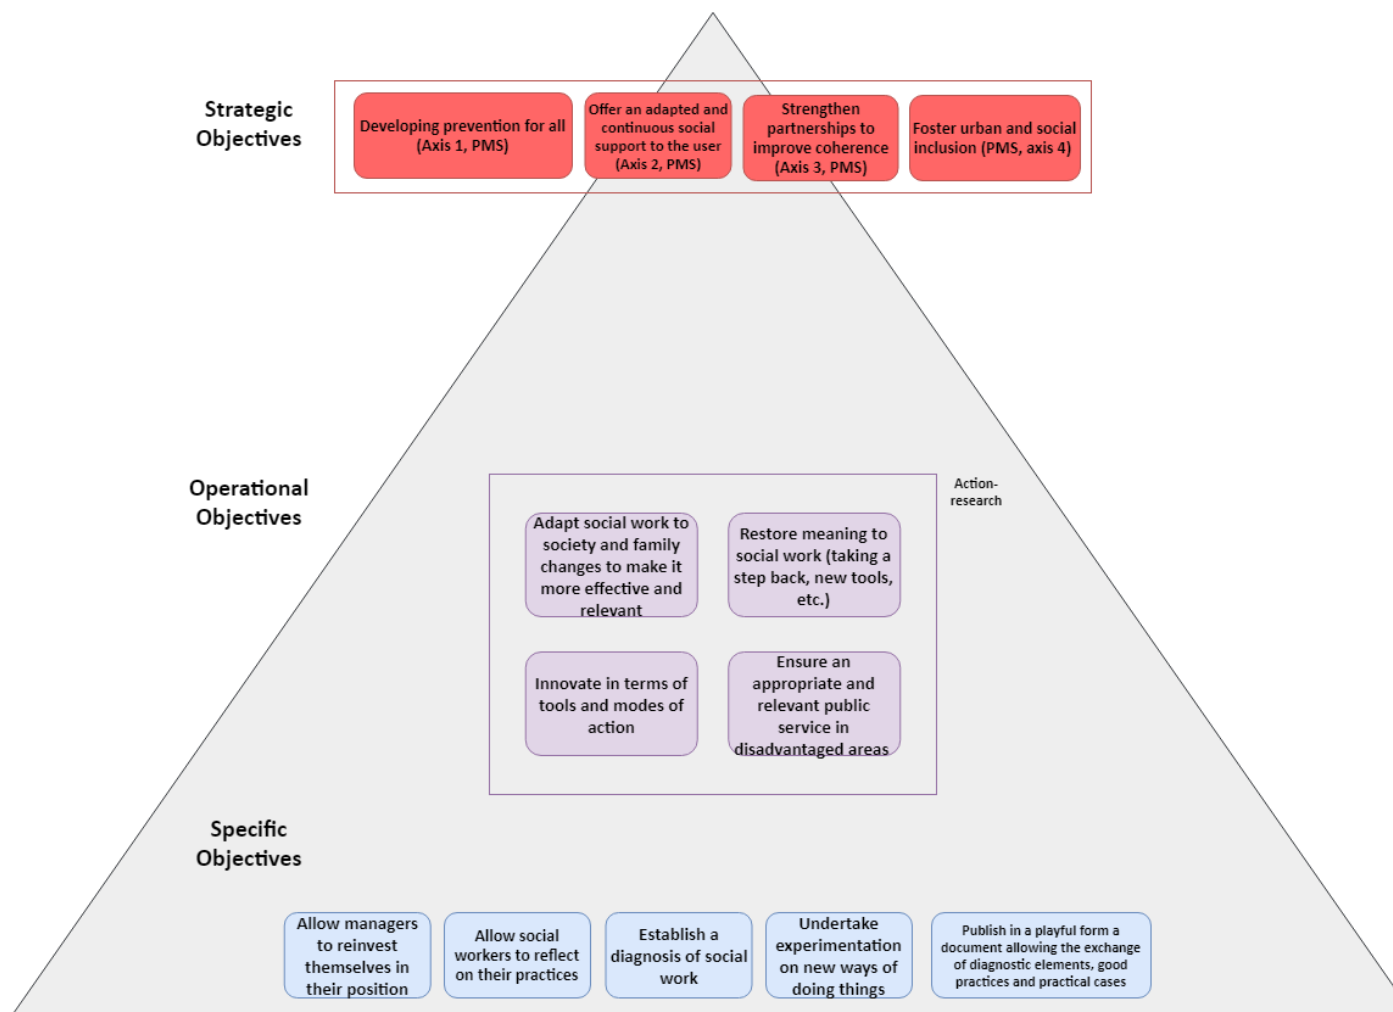 Strategic
Objectives
Developing prevention for all
(Axis 1, PMS)
Offer an adapted and
continuous social
support to the user
(Axis 2, PMS)
Strengthen
partnerships to
improve coherence
(Axis 3, PMS)
Foster urban and social
inclusion (PMS, axis 4)
Operational
Objectives
Action-
research
Adapt social work to
society and family
changes to make it
more effective and
relevant
Restore meaning to
social work (taking a
step back, new tools,
etc.)
Innovate in terms of
tools and modes of
action
Ensure an
appropriate and
relevant public
service in
disadvantaged areas
Specific
Objectives
Allow managers
to reinvest
themselves in
their position
Allow social
workers to reflect
on their practices
Establish a
diagnosis of social
work
Undertake
experimentation
on new ways of
doing things
Publish in a playful form a
document allowing the exchange
of diagnostic elements, good
practices and practical cases